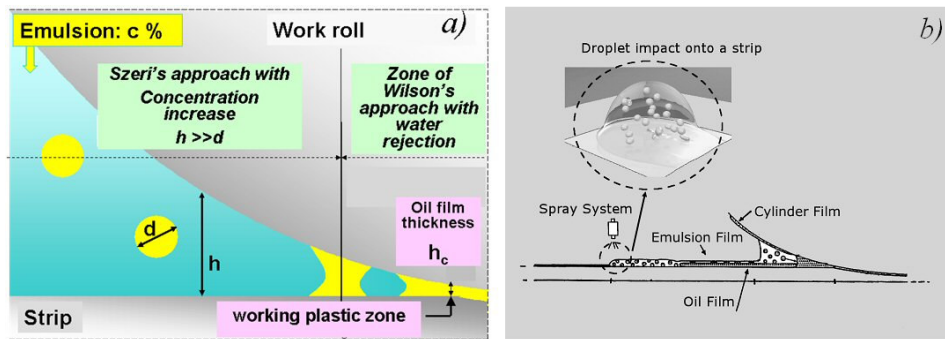 Emulsion: c %
Work roll
a)
Szeri's approach with
Concentration
increase
h >>d
Zone of
Wilson's
approach with
water
rejection
Oil film
thickness
hc
d
h
Strip
working plastic zone
b)
Droplet impact onto a strip
Spray System
Cylinder Film
Emulsion Film
Oil Film